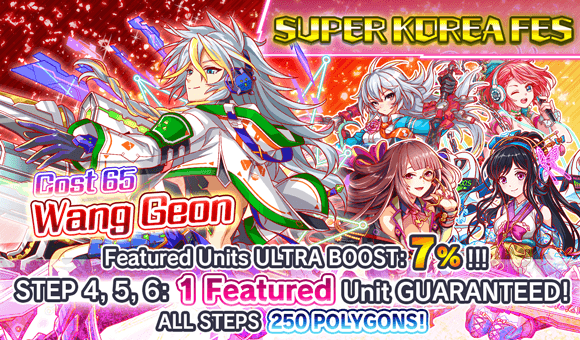 SUPER KOREA FES
Cost 65
Wang Geon
Featured Units ULTRA BOOST: 7% !!!
STEP 4, 5, 6: 1 Featured Unit GUARANTEED!
ALL STEPS 250 POLYGONS!